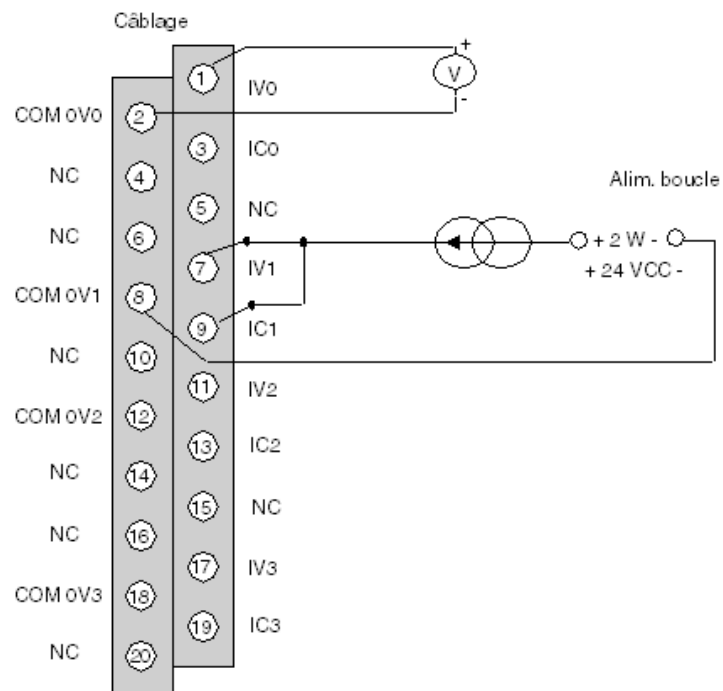 Câblage
1
+
V
-
IV0
COM 0V0
2
3
IC0
NC
4
5
NC
Alim. boucle
NC
6
7
IV1
+ 2 W -
+ 24 VCC -
COM 0V1
8
9
IC1
NC
10
11
IV2
COM 0V2
12
13
IC2
NC
14
15
NC
NC
16
17
IV3
COM 0V3
18
19
IC3
NC
20